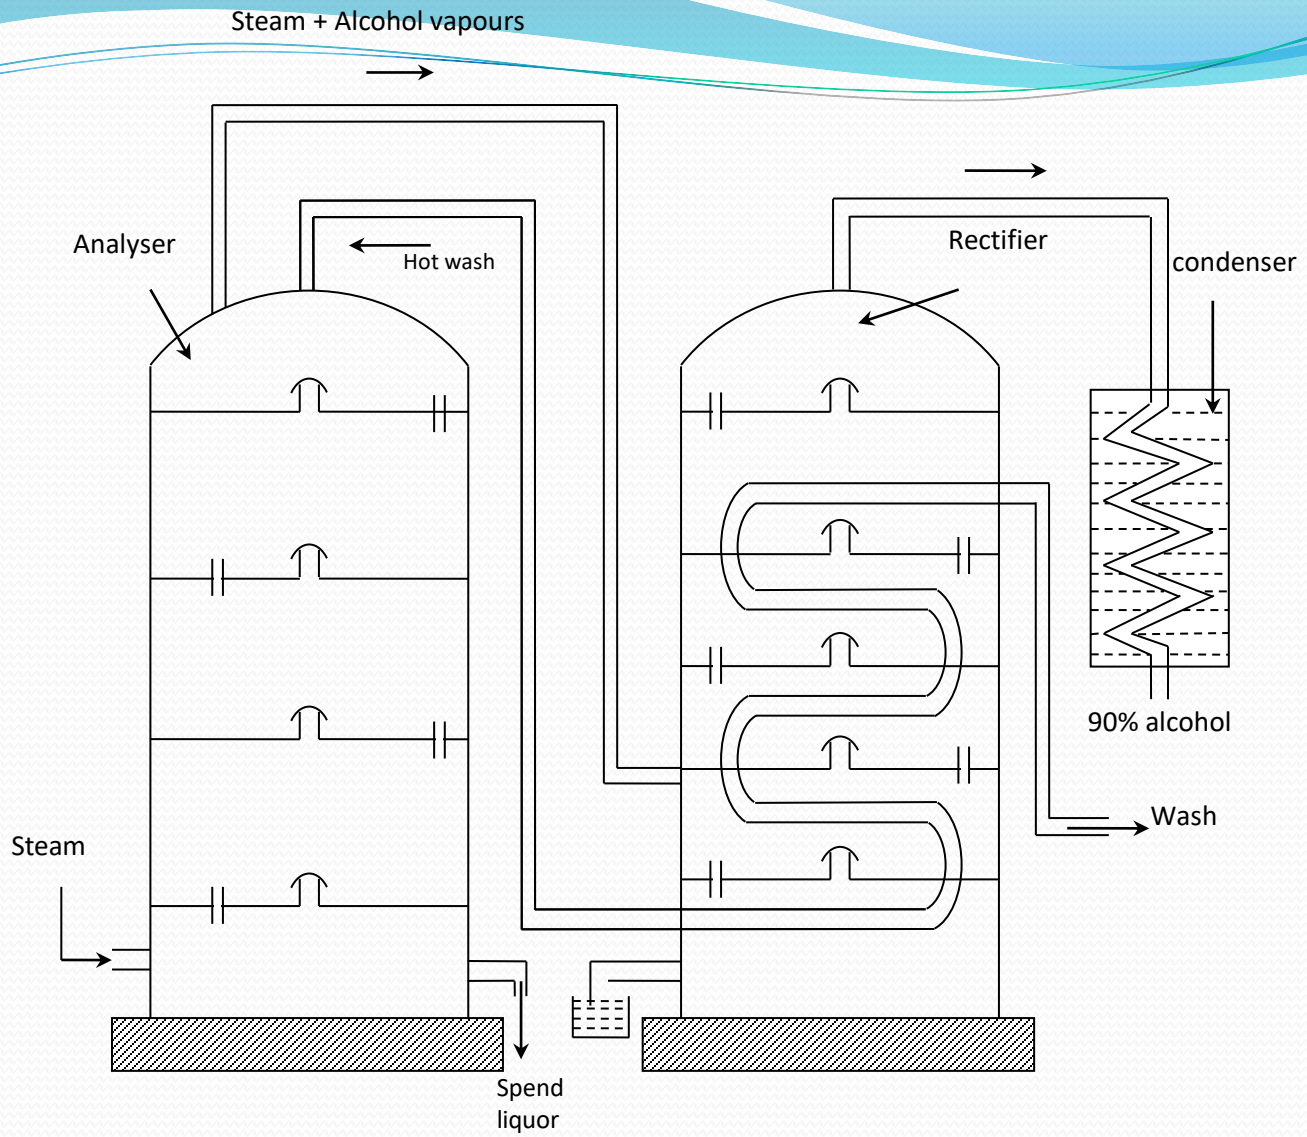 Steam + Alcohol vapours
Analyser
Hot wash
Rectifier
condenser
90% alcohol
Wash
Steam
Spend
liquor